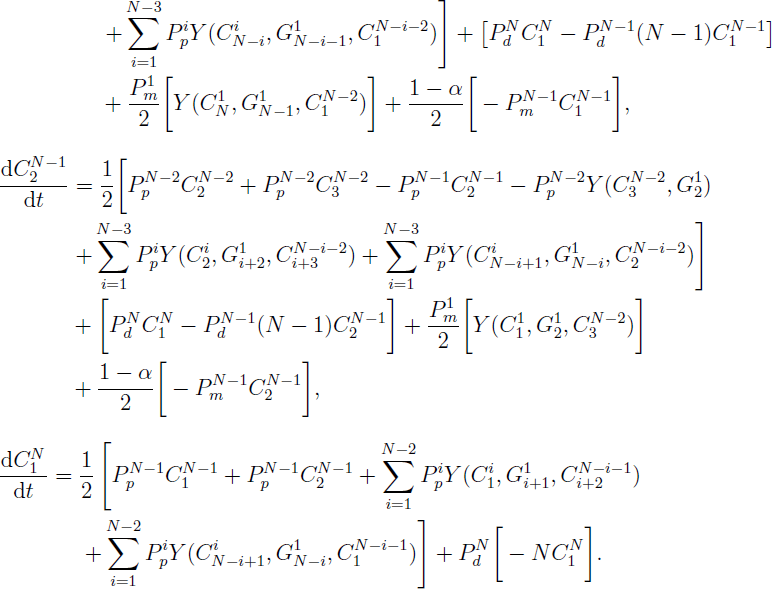 $+ \sum_{i=1}^{N-3} P_p^i Y(C_{N-i}^i, G_{N-i-1}^1, C_1^{N-i-2}) \Big] + \big[ P_d^N C_1^N - P_d^{N-1}(N-1)C_1^{N-1} \big]$
$+ \frac{P_m^1}{2} \Big[ Y(C_N^1, G_{N-1}^1, C_1^{N-2}) \Big] + \frac{1-\alpha}{2} \Big[ - P_m^{N-1} C_1^{N-1} \Big],$
$\frac{\mathrm{d}C_2^{N-1}}{\mathrm{d}t} = \frac{1}{2} \Big[ P_p^{N-2} C_2^{N-2} + P_p^{N-2} C_3^{N-2} - P_p^{N-1} C_2^{N-1} - P_p^{N-2} Y(C_3^{N-2}, G_2^1)$
$+ \sum_{i=1}^{N-3} P_p^i Y(C_2^i, G_{i+2}^1, C_{i+3}^{N-i-2}) + \sum_{i=1}^{N-3} P_p^i Y(C_{N-i+1}^i, G_{N-i}^1, C_2^{N-i-2}) \Big]$
$+ \Big[ P_d^N C_1^N - P_d^{N-1}(N-1)C_2^{N-1} \Big] + \frac{P_m^1}{2} \Big[ Y(C_1^1, G_2^1, C_3^{N-2}) \Big]$
$+ \frac{1-\alpha}{2} \Big[ - P_m^{N-1} C_2^{N-1} \Big],$
$\frac{\mathrm{d}C_1^N}{\mathrm{d}t} = \frac{1}{2} \Big[ P_p^{N-1} C_1^{N-1} + P_p^{N-1} C_2^{N-1} + \sum_{i=1}^{N-2} P_p^i Y(C_1^i, G_{i+1}^1, C_{i+2}^{N-i-1})$
$+ \sum_{i=1}^{N-2} P_p^i Y(C_{N-i+1}^i, G_{N-i}^1, C_1^{N-i-1}) \Big] + P_d^N \Big[ - N C_1^N \Big].$